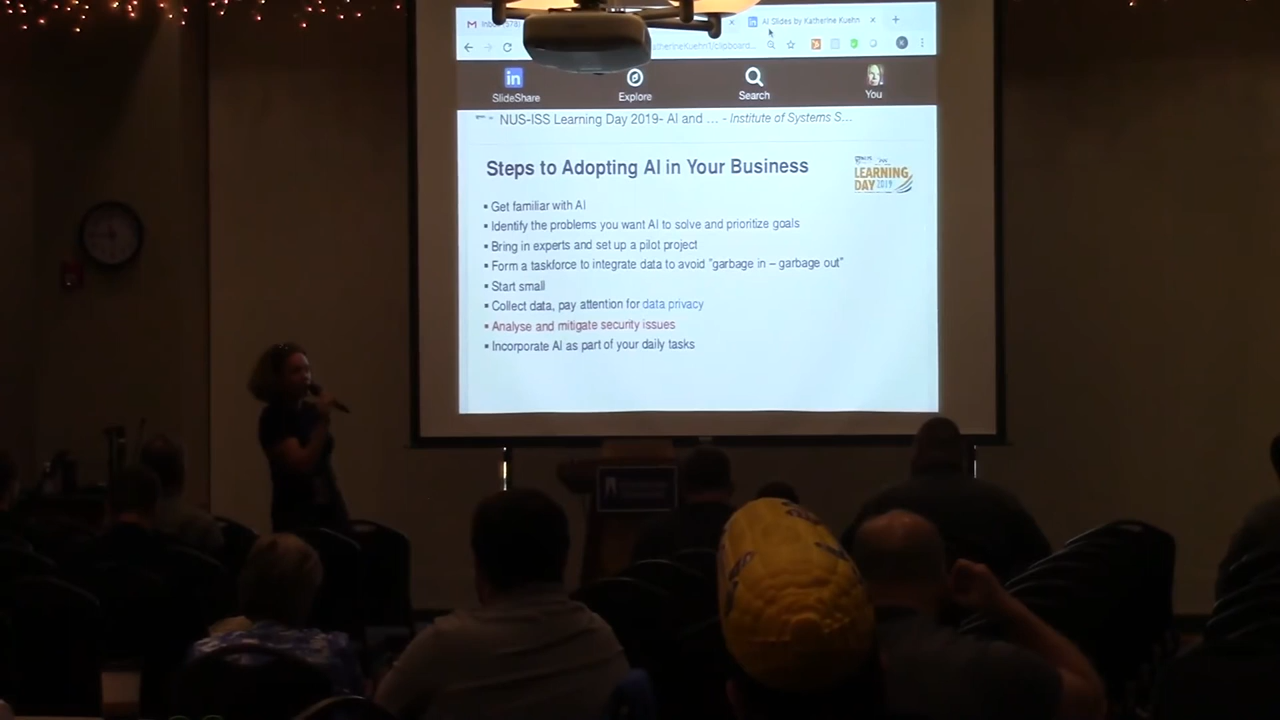 AI Slides by Katherine Kuehn
atherineKuehn1/clipboard...
SlideShare
Explore
Search
You
NUS-ISS Learning Day 2019- AI and ... - Institute of Systems S...
Steps to Adopting AI in Your Business
LEARNING
DAY 2019
▪ Get familiar with AI
▪ Identify the problems you want AI to solve and prioritize goals
▪ Bring in experts and set up a pilot project
▪ Form a taskforce to integrate data to avoid "garbage in – garbage out"
▪ Start small
▪ Collect data, pay attention for data privacy
▪ Analyse and mitigate security issues
▪ Incorporate AI as part of your daily tasks